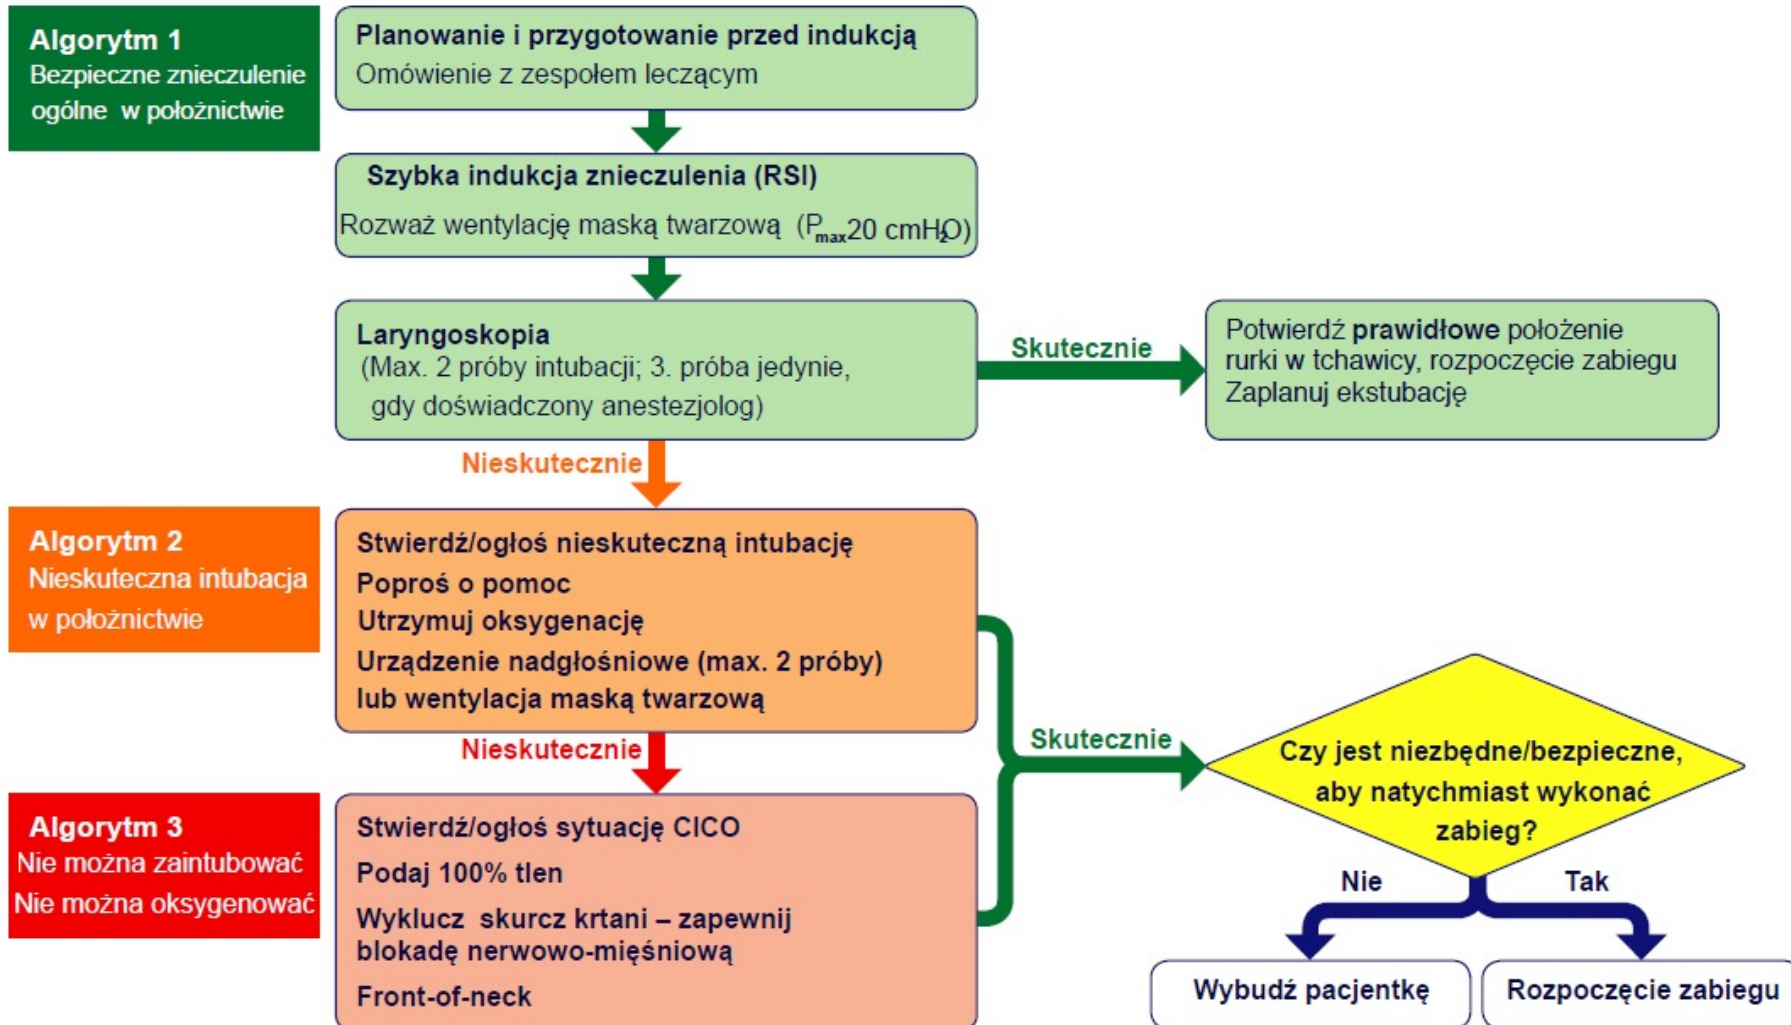 Algorytm 1
Bezpieczne znieczulenie
ogólne w położnictwie
Planowanie i przygotowanie przed indukcją
Omówienie z zespołem leczącym
Szybka indukcja znieczulenia (RSI)
Rozważ wentylację maską twarzową (Pmax20 cmH2O)
Laryngoskopia
(Max. 2 próby intubacji; 3. próba jedynie,
gdy doświadczony anestezjolog)
Skutecznie
Potwierdź prawidłowe położenie
rurki w tchawicy, rozpoczęcie zabiegu
Zaplanuj ekstubację
Nieskutecznie
Algorytm 2
Nieskuteczna intubacja
w położnictwie
Stwierdź/ogłoś nieskuteczną intubację
Poproś o pomoc
Utrzymuj oksygenację
Urządzenie nadgłośniowe (max. 2 próby)
lub wentylacja maską twarzową
Nieskutecznie
Skutecznie
Czy jest niezbędne/bezpieczne,
aby natychmiast wykonać
zabieg?
Algorytm 3
Nie można zaintubować
Nie można oksygenować
Stwierdź/ogłoś sytuację CICO
Podaj 100% tlen
Wyklucz skurcz krtani – zapewnij
blokadę nerwowo-mięśniową
Front-of-neck
Nie
Tak
Wybudź pacjentkę
Rozpoczęcie zabiegu